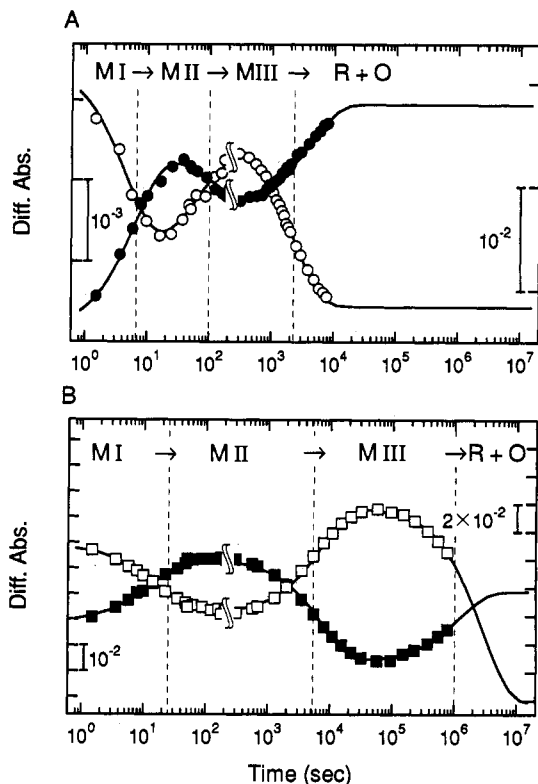 A
M I → M II → M III → R + O
Diff. Abs.
10⁻³
10⁻²
10⁰ 10¹ 10² 10³ 10⁴ 10⁵ 10⁶ 10⁷
B
M I → M II → M III → R + O
Diff. Abs.
2 × 10⁻²
10⁻²
10⁰ 10¹ 10² 10³ 10⁴ 10⁵ 10⁶ 10⁷
Time (sec)